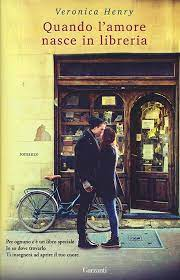 Veronica Henry
Quando l'amore
nasce in libreria
romanzo
Per ognuno c'è un libro speciale
Io so dove trovarlo
Ti insegnerà ad aprire il tuo cuore
Garzanti